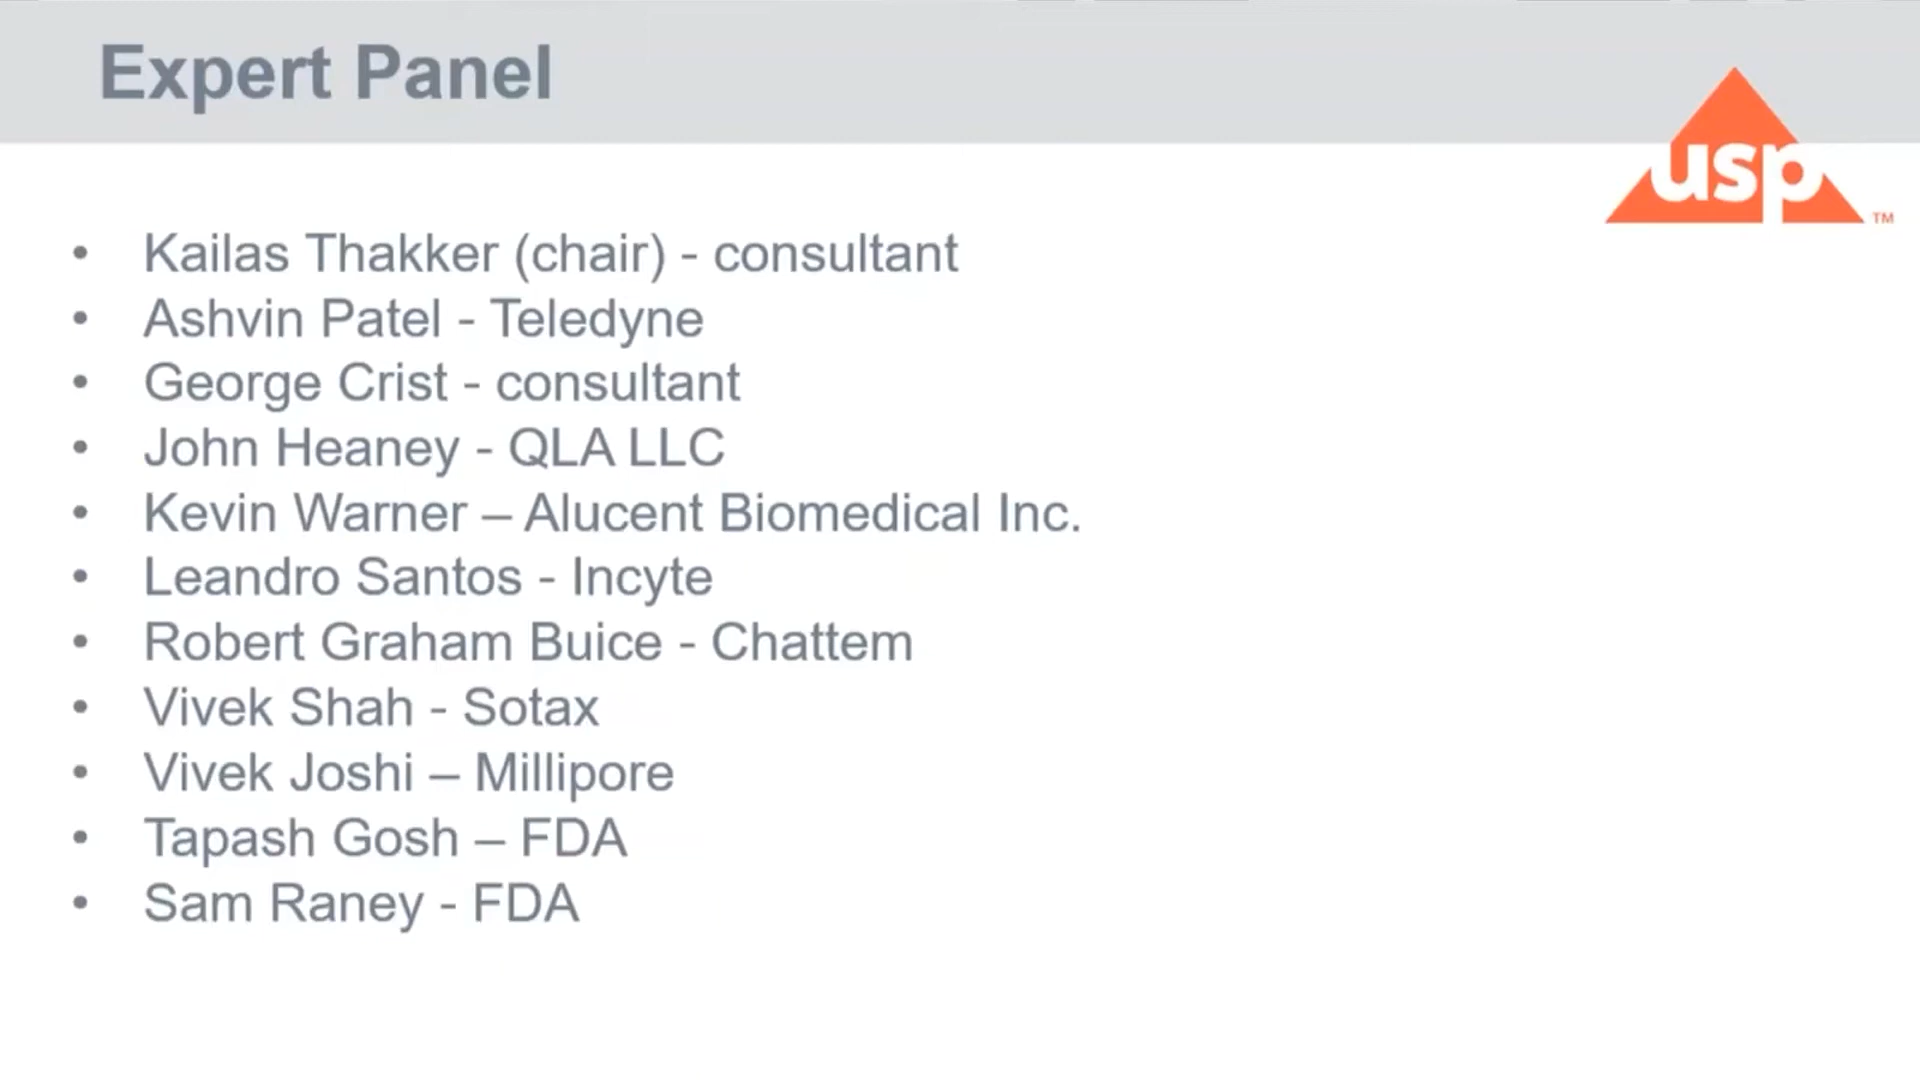 Expert Panel
usp
TM
• Kailas Thakker (chair) - consultant
• Ashvin Patel - Teledyne
• George Crist - consultant
• John Heaney - QLA LLC
• Kevin Warner – Alucent Biomedical Inc.
• Leandro Santos - Incyte
• Robert Graham Buice - Chattem
• Vivek Shah - Sotax
• Vivek Joshi – Millipore
• Tapash Gosh – FDA
• Sam Raney - FDA